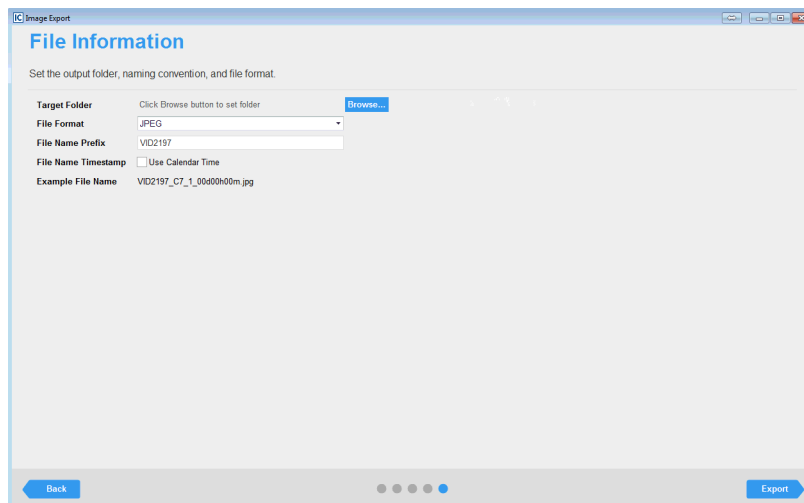 IC Image Export
File Information
Set the output folder, naming convention, and file format.
Target Folder Click Browse button to set folder Browse...
File Format JPEG
File Name Prefix VID2197
File Name Timestamp Use Calendar Time
Example File Name VID2197_C7_1_00d00h00m.jpg
Back Export